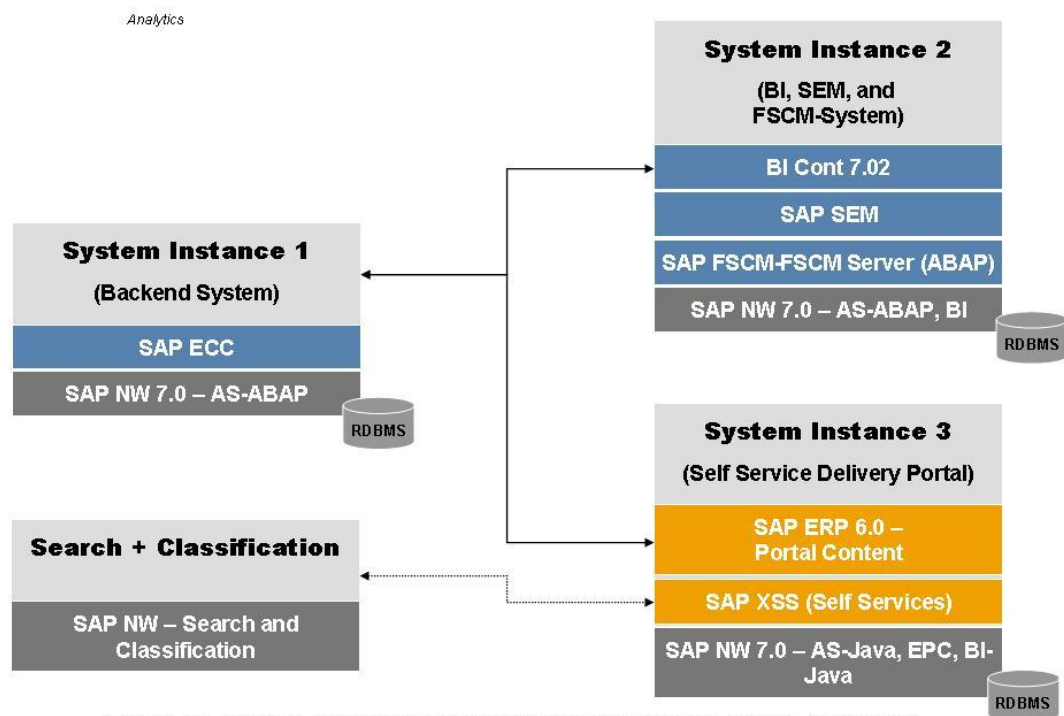 Analytics
System Instance 2
(BI, SEM, and
FSCM-System)
BI Cont 7.02
SAP SEM
SAP FSCM-FSCM Server (ABAP)
SAP NW 7.0 – AS-ABAP, BI
RDBMS
System Instance 1
(Backend System)
SAP ECC
SAP NW 7.0 – AS-ABAP
RDBMS
System Instance 3
(Self Service Delivery Portal)
SAP ERP 6.0 –
Portal Content
SAP XSS (Self Services)
SAP NW 7.0 – AS-Java, EPC, BI-
Java
RDBMS
Search + Classification
SAP NW – Search and
Classification